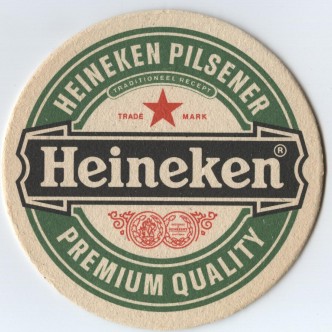 HEINEKEN PILSENER
TRADITIONEEL RECEPT
TRADE MARK
Heineken®
PREMIUM QUALITY